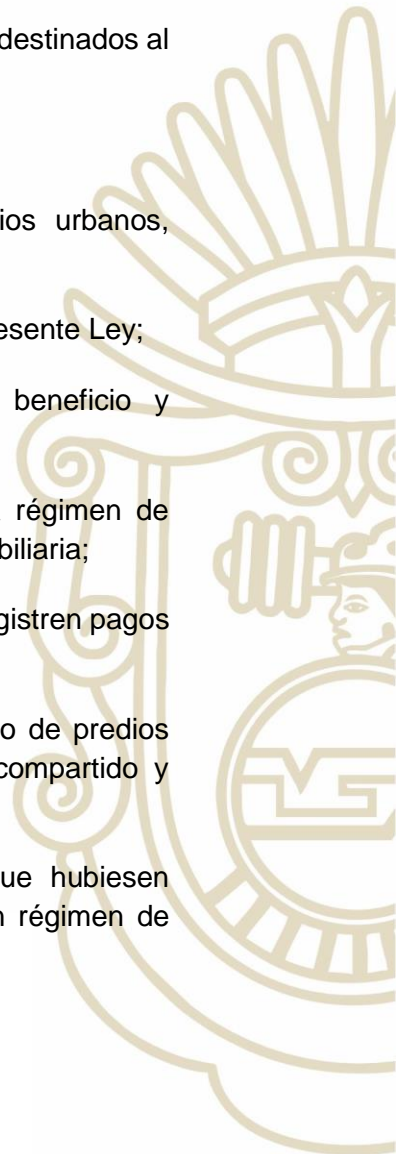 destinados al
ios urbanos,
esente Ley;
beneficio y
régimen de
biliaria;
gistren pagos
o de predios
compartido y
ue hubiesen
n régimen de